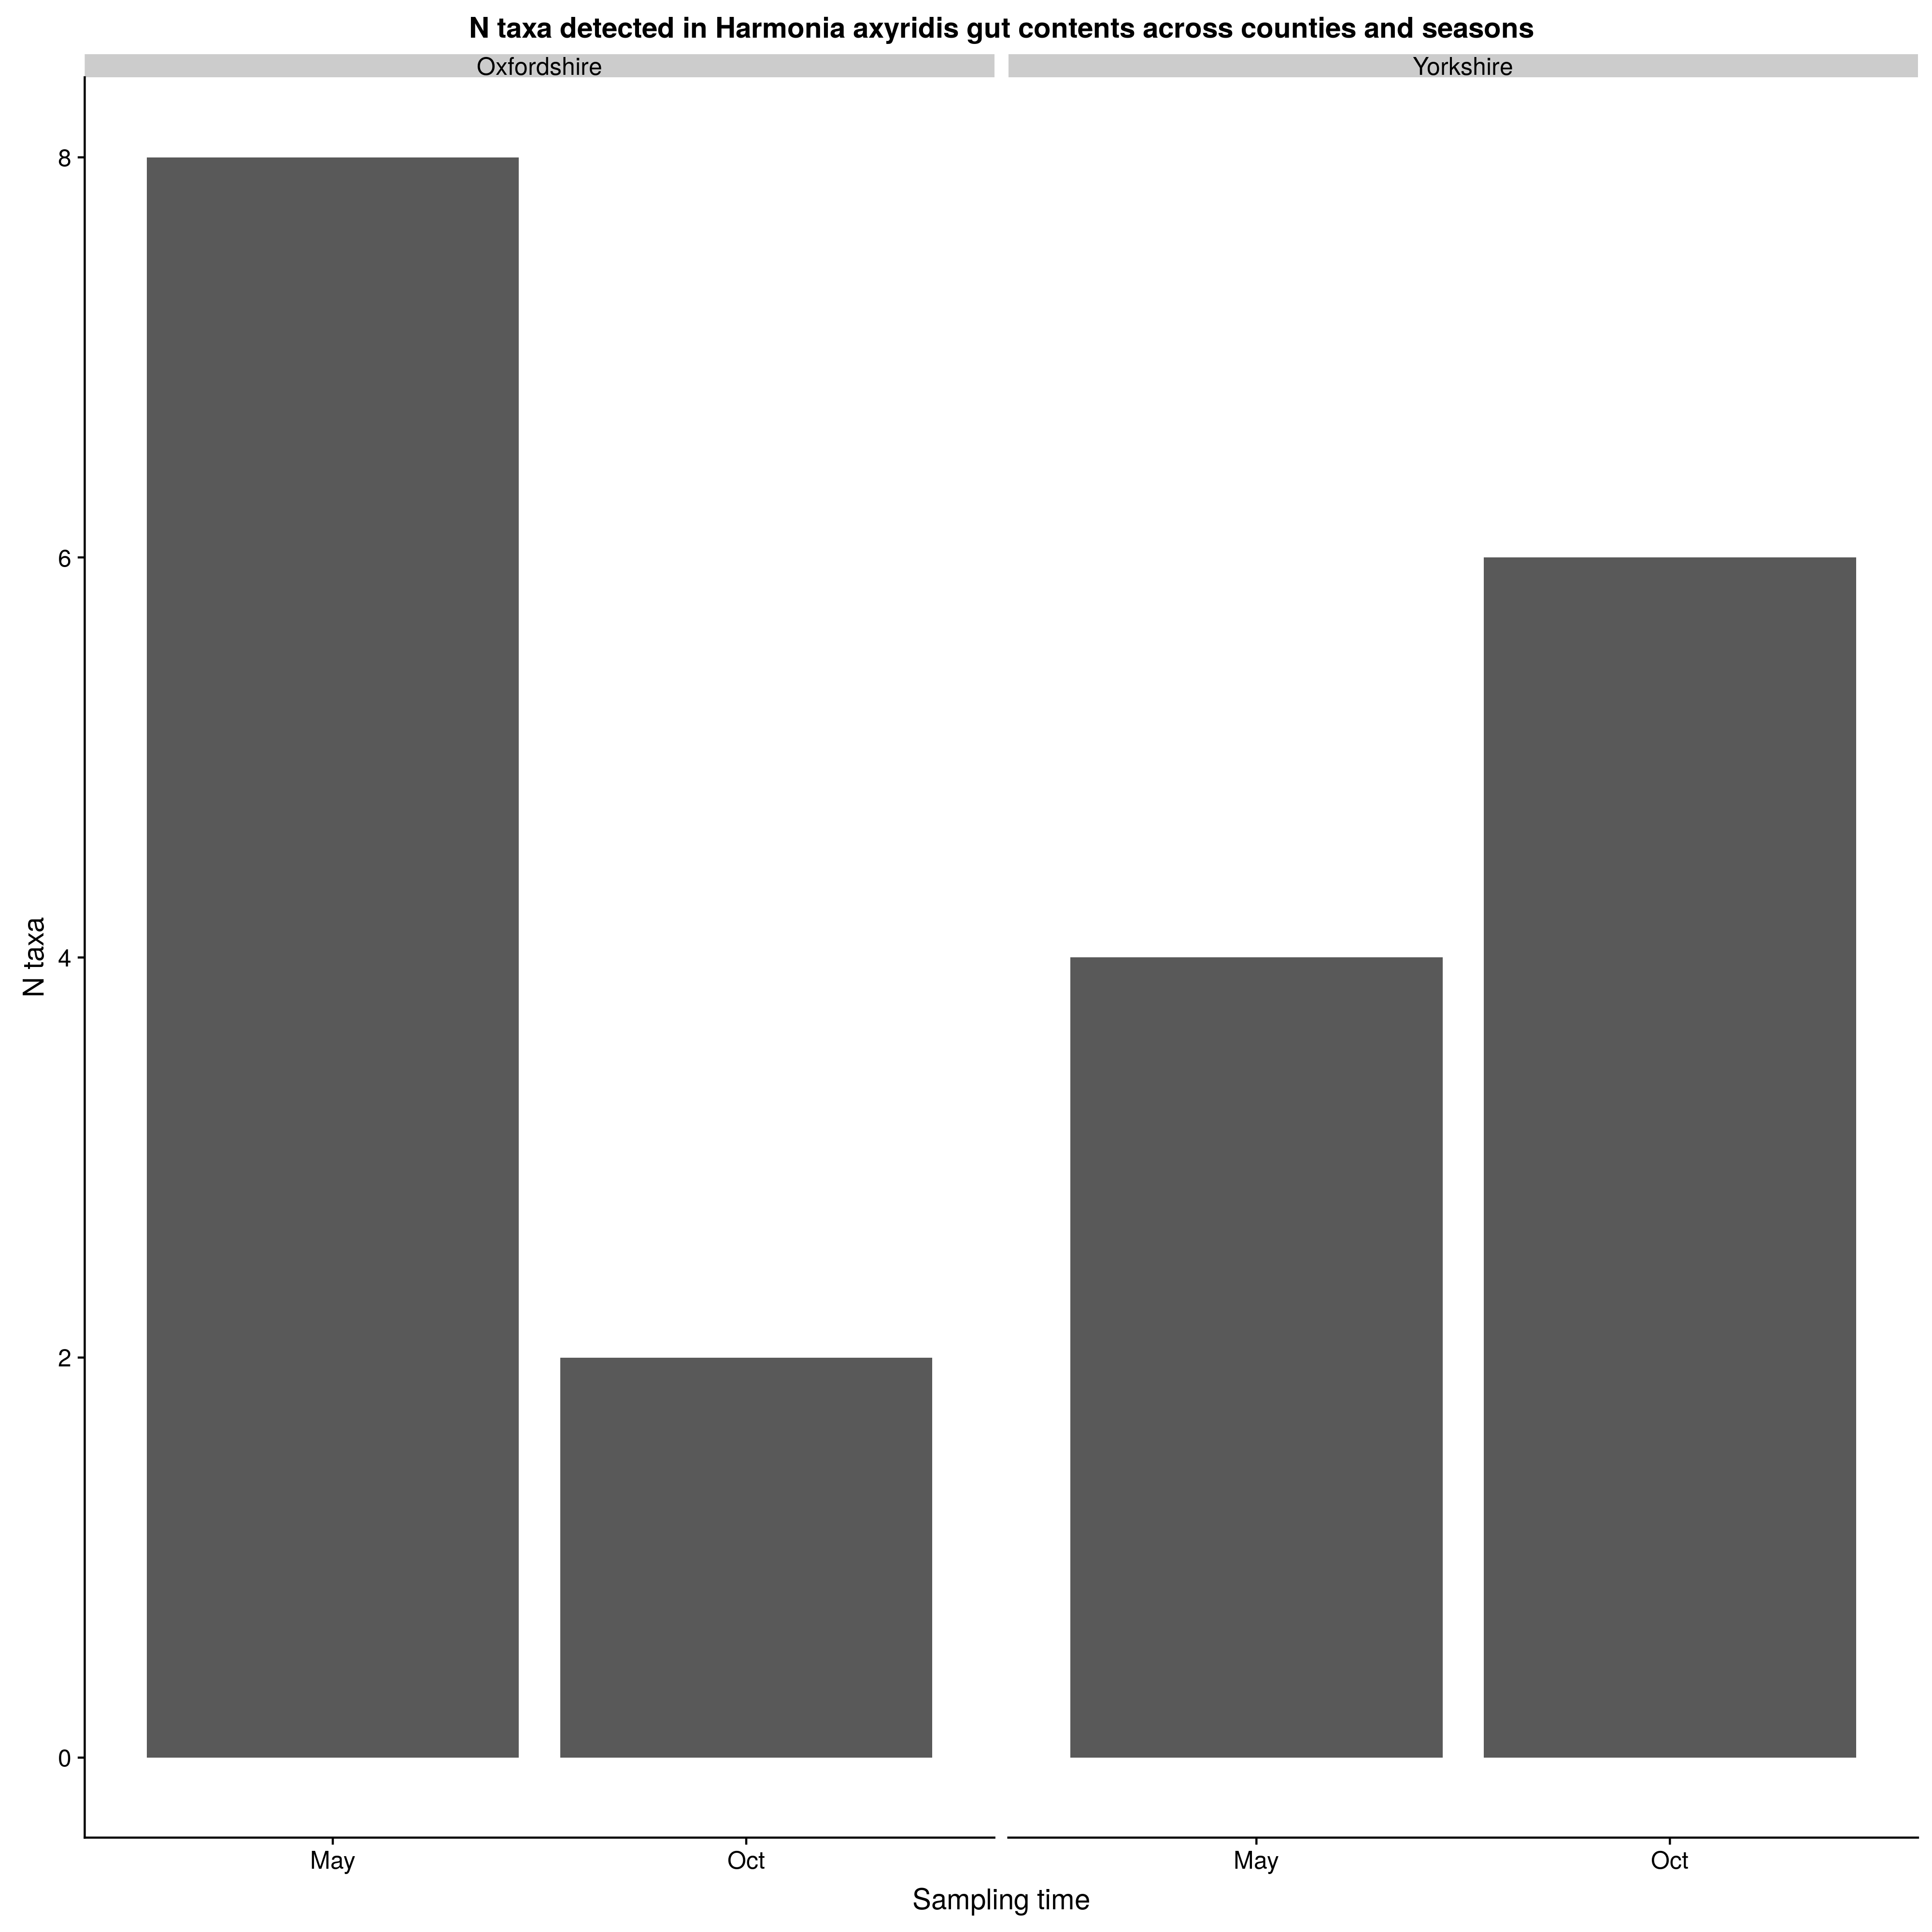 N taxa detected in Harmonia axyridis gut contents across counties and seasons
Oxfordshire
Yorkshire
N taxa
8
6
4
2
0
May
Oct
May
Oct
Sampling time